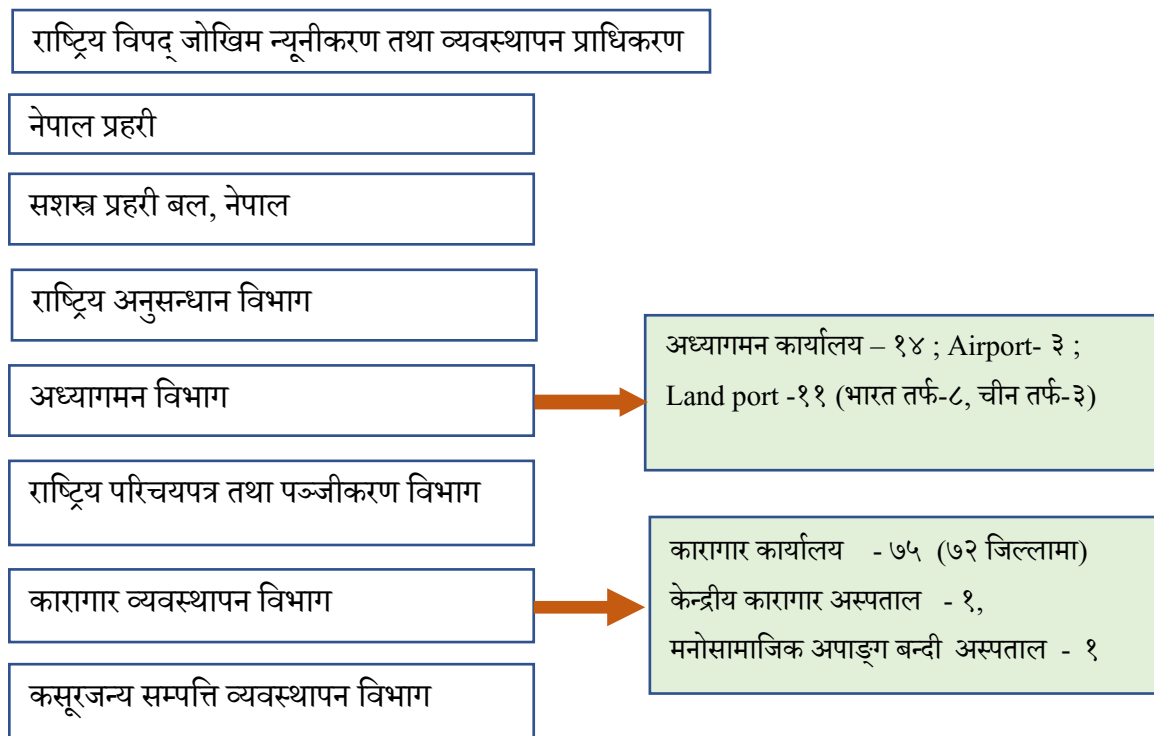 राष्ट्रिय विपद् जोखिम न्यूनीकरण तथा व्यवस्थापन प्राधिकरण
नेपाल प्रहरी
सशस्त्र प्रहरी बल, नेपाल
राष्ट्रिय अनुसन्धान विभाग
अध्यागमन विभाग
अध्यागमन कार्यालय – १४ ; Airport- ३ ;
Land port -११ (भारत तर्फ-८, चीन तर्फ-३)
राष्ट्रिय परिचयपत्र तथा पञ्जीकरण विभाग
कारागार व्यवस्थापन विभाग
कारागार कार्यालय - ७५ (७२ जिल्लामा)
केन्द्रीय कारागार अस्पताल - १,
मनोसामाजिक अपाङ्ग बन्दी अस्पताल - १
कसूरजन्य सम्पत्ति व्यवस्थापन विभाग